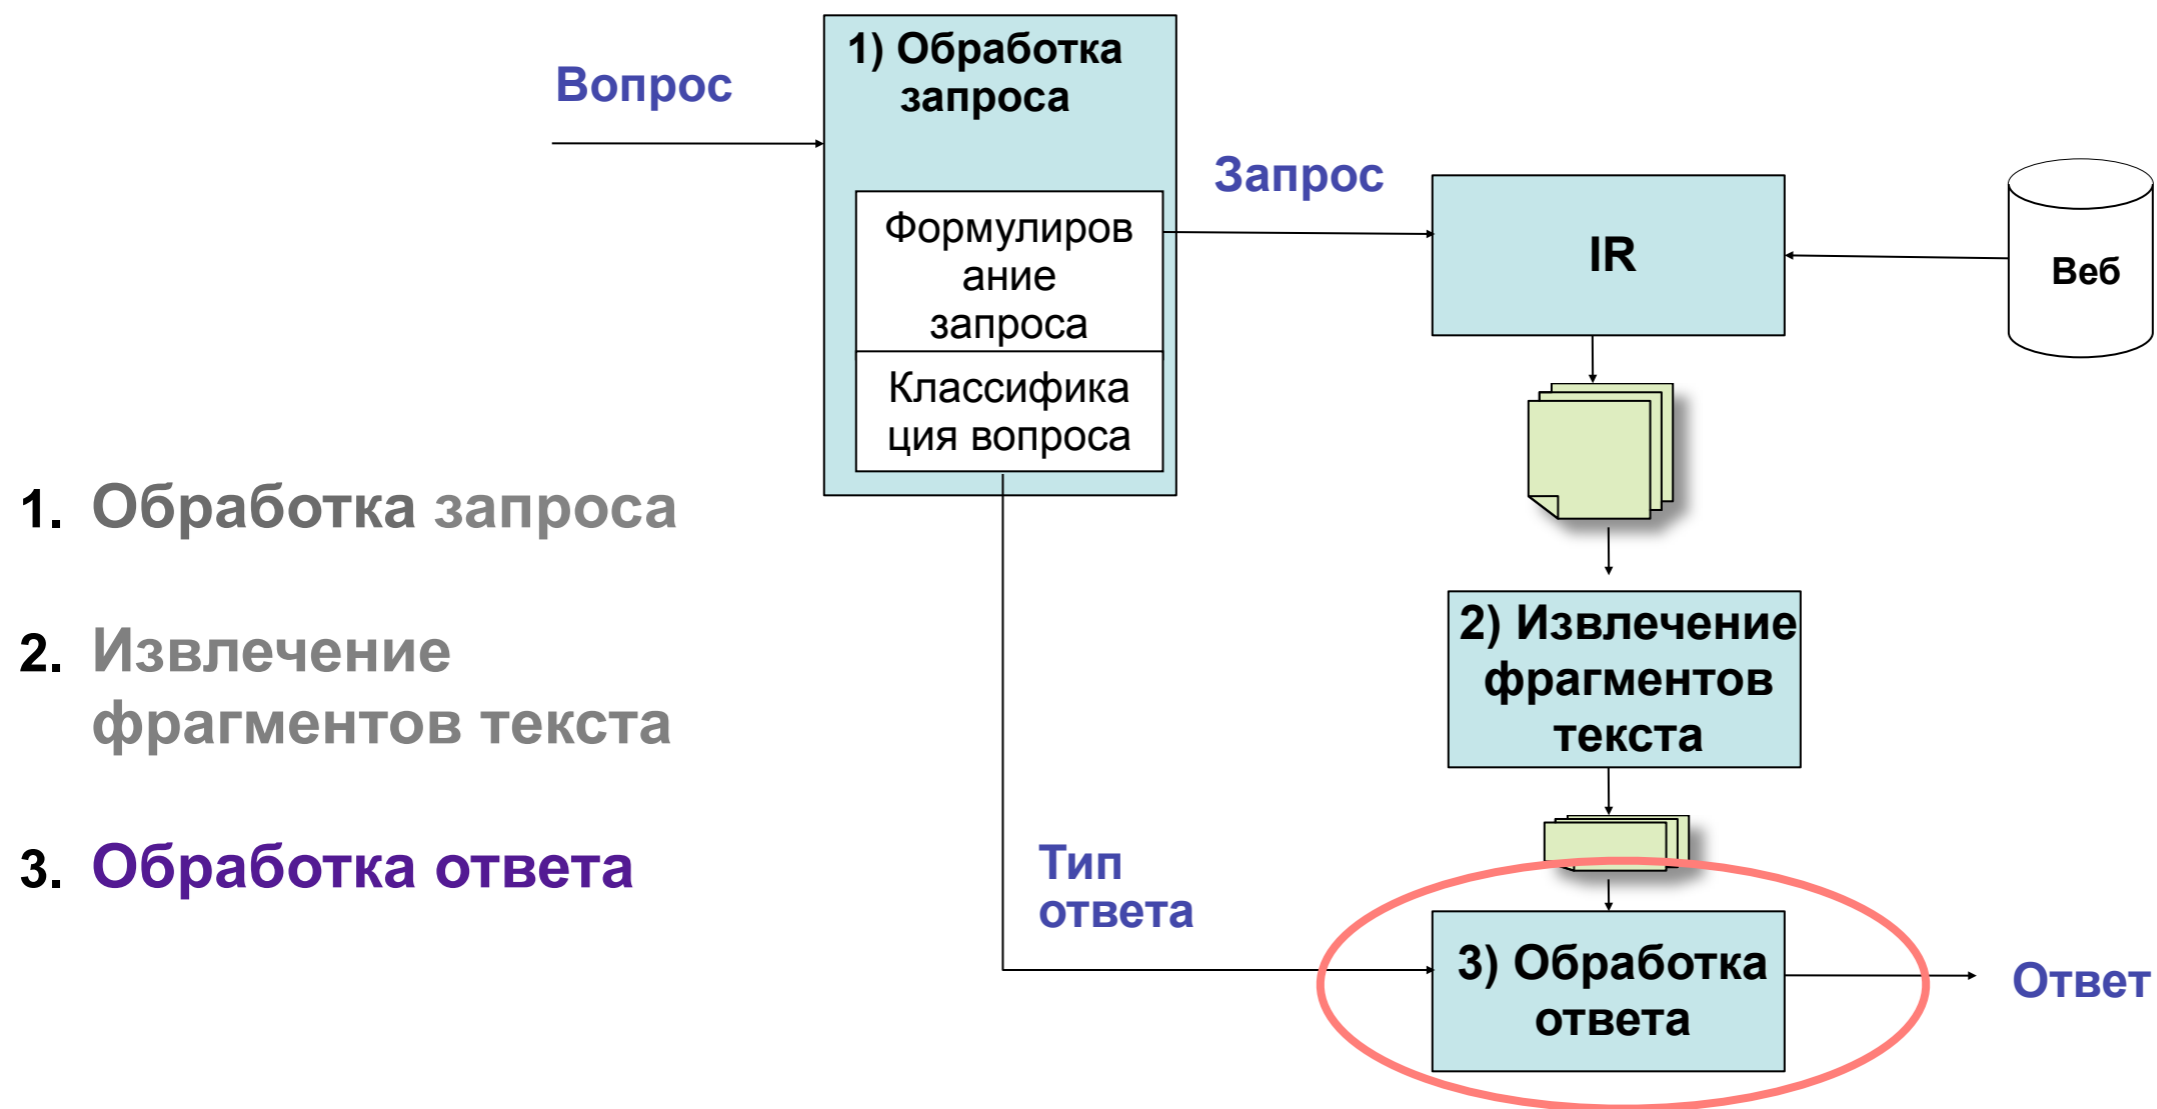 1) Обработка
запроса
Вопрос
Запрос
Формулиров
ание
запроса
IR
Веб
Классифика
ция вопроса
1. Обработка запроса
2) Извлечение
фрагментов
текста
2. Извлечение
фрагментов текста
3. Обработка ответа
Тип
ответа
3) Обработка
ответа
Ответ